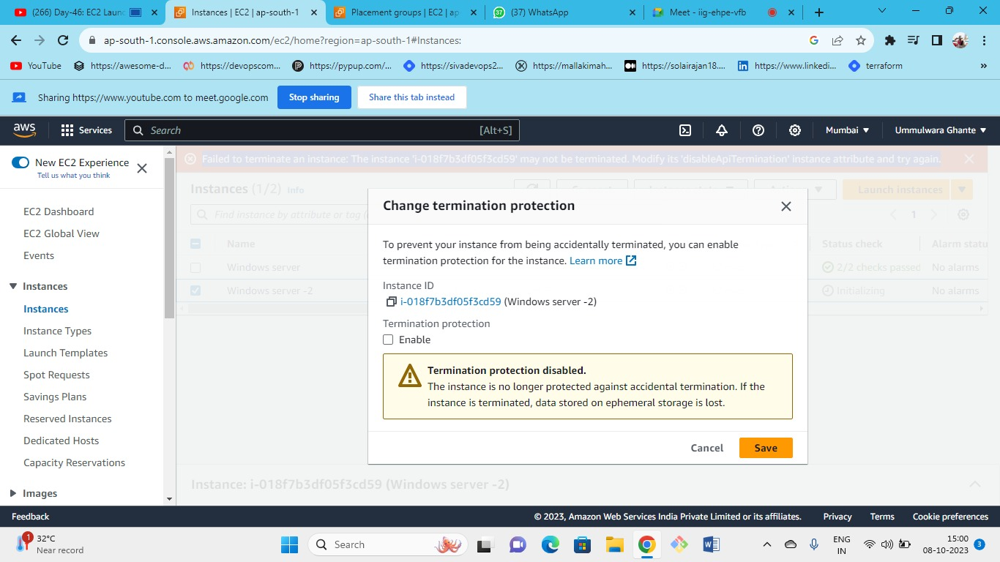 (266) Day-46: EC2 Launc
Instances | EC2 | ap-south-1
Placement groups | EC2 | ap
(37) WhatsApp
Meet - iig-ehpe-vfb
ap-south-1.console.aws.amazon.com/ec2/home?region=ap-south-1#Instances:
YouTube
https://awesome-d...
https://devopscom...
https://pypup.com/...
https://sivadevops2...
https://mallakimah...
https://solairajan18....
https://www.linkedi...
terraform
Sharing https://www.youtube.com to meet.google.com
Stop sharing
Share this tab instead
aws
Services
Search
[Alt+S]
Mumbai
Ummulwara Ghante
New EC2 Experience
Tell us what you think
Failed to terminate an instance: The instance 'i-018f7b3df05f3cd59' may not be terminated. Modify its 'disableApiTermination' instance attribute and try again.
Instances (1/2) Info
Launch instances
Find instance by attribute or tag
1
Name
Status check
Alarm statu
Windows server
2/2 checks passed
No alarms
Windows server -2
Initializing
No alarms
EC2 Dashboard
EC2 Global View
Events
Instances
Instances
Instance Types
Launch Templates
Spot Requests
Savings Plans
Reserved Instances
Dedicated Hosts
Capacity Reservations
Images
Change termination protection
To prevent your instance from being accidentally terminated, you can enable
termination protection for the instance. Learn more
Instance ID
i-018f7b3df05f3cd59 (Windows server -2)
Termination protection
Enable
Termination protection disabled.
The instance is no longer protected against accidental termination. If the
instance is terminated, data stored on ephemeral storage is lost.
Cancel
Save
Instance: i-018f7b3df05f3cd59 (Windows server -2)
Feedback
© 2023, Amazon Web Services India Private Limited or its affiliates.
Privacy
Terms
Cookie preferences
1
32°C
Near record
Search
ENG
IN
15:00
08-10-2023
3